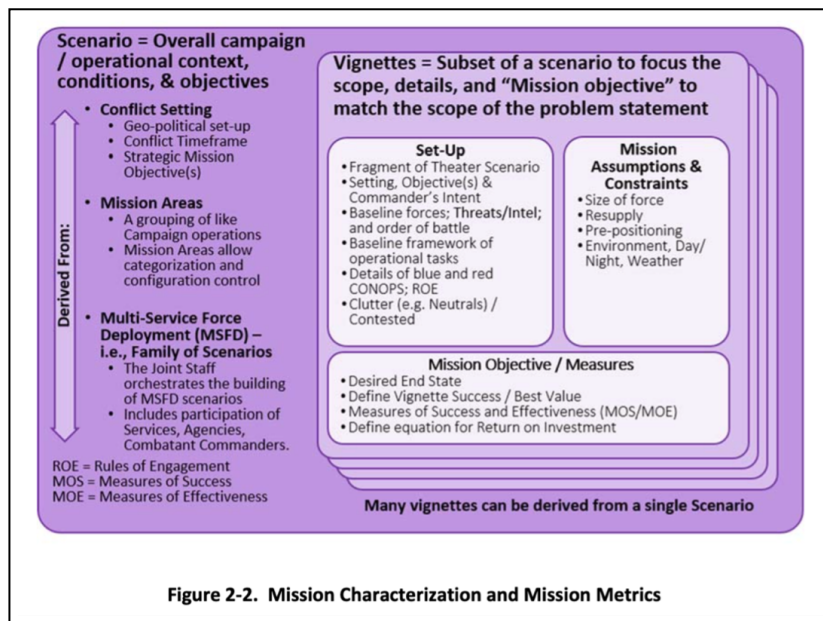 Scenario = Overall campaign
/ operational context,
conditions, & objectives
Derived From:
• Conflict Setting
• Geo-political set-up
• Conflict Timeframe
• Strategic Mission
Objective(s)
• Mission Areas
• A grouping of like
Campaign operations
• Mission Areas allow
categorization and
configuration control
• Multi-Service Force
Deployment (MSFD) –
i.e., Family of Scenarios
• The Joint Staff
orchestrates the building
of MSFD scenarios
• Includes participation of
Services, Agencies,
Combatant Commanders.
ROE = Rules of Engagement
MOS = Measures of Success
MOE = Measures of Effectiveness
Vignettes = Subset of a scenario to focus the
scope, details, and “Mission objective” to
match the scope of the problem statement
Set-Up
•Fragment of Theater Scenario
•Setting, Objective(s) &
Commander’s Intent
•Baseline forces; Threats/Intel;
and order of battle
•Baseline framework of
operational tasks
•Details of blue and red
CONOPS; ROE
•Clutter (e.g. Neutrals) /
Contested
Mission
Assumptions &
Constraints
•Size of force
•Resupply
•Pre-positioning
•Environment, Day/
Night, Weather
Mission Objective / Measures
•Desired End State
•Define Vignette Success / Best Value
•Measures of Success and Effectiveness (MOS/MOE)
•Define equation for Return on Investment
Many vignettes can be derived from a single Scenario
Figure 2-2. Mission Characterization and Mission Metrics